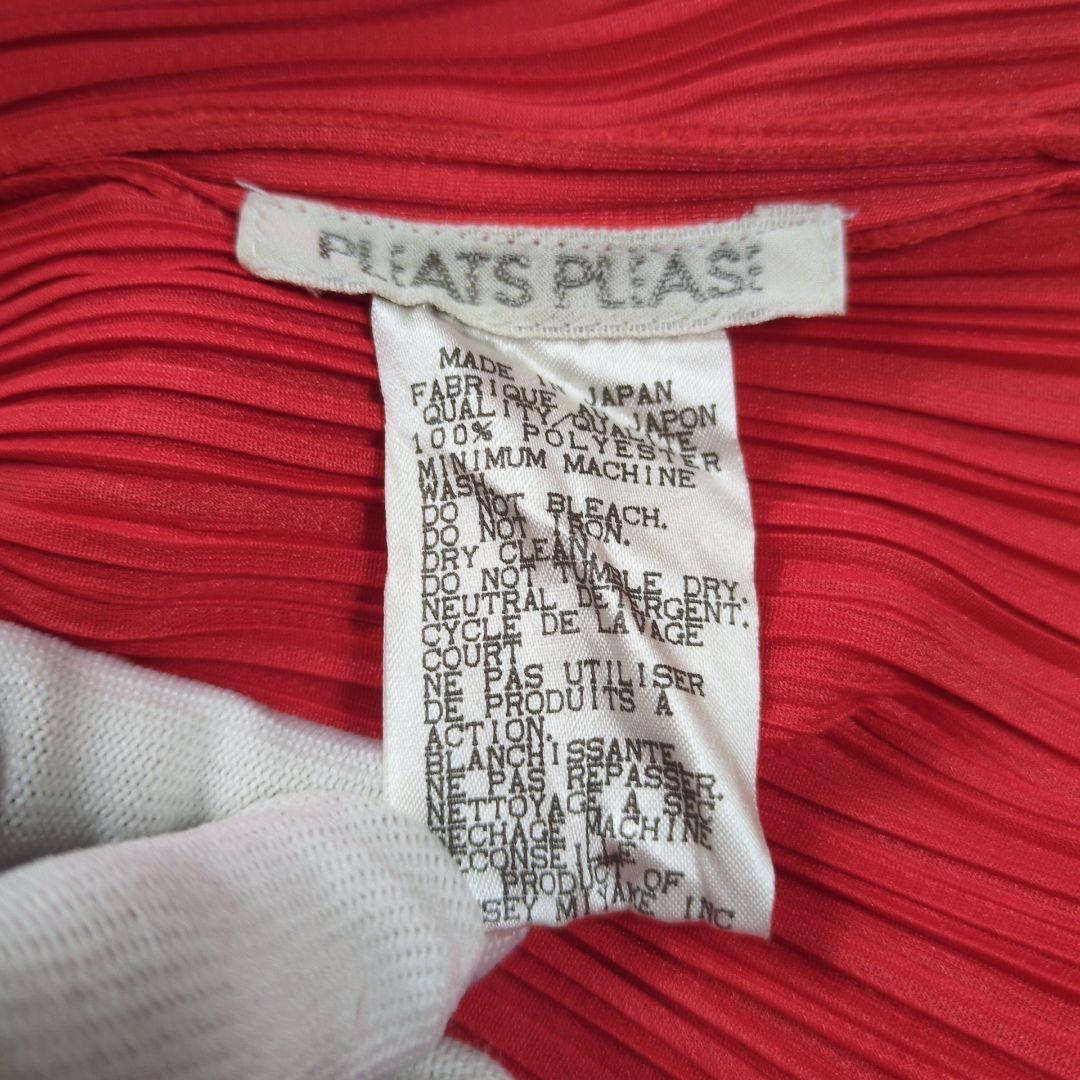 PLEATS PLEASE
MADE IN JAPAN
FABRIQUE AU JAPON
QUALITY/QUALITE
100% POLYESTER
MINIMUM MACHINE
WASH.
DO NOT BLEACH.
DO NOT IRON.
DRY CLEAN.
DO NOT TUMBLE DRY.
NEUTRAL DETERGENT.
CYCLE DE LAVAGE
COURT
NE PAS UTILISER
DE PRODUITS A
ACTION.
BLANCHISSANTE.
NE PAS REPASSER.
NETTOYAGE A SEC
SECHAGE MACHINE
PRODUCT OF
MIYAKE INC